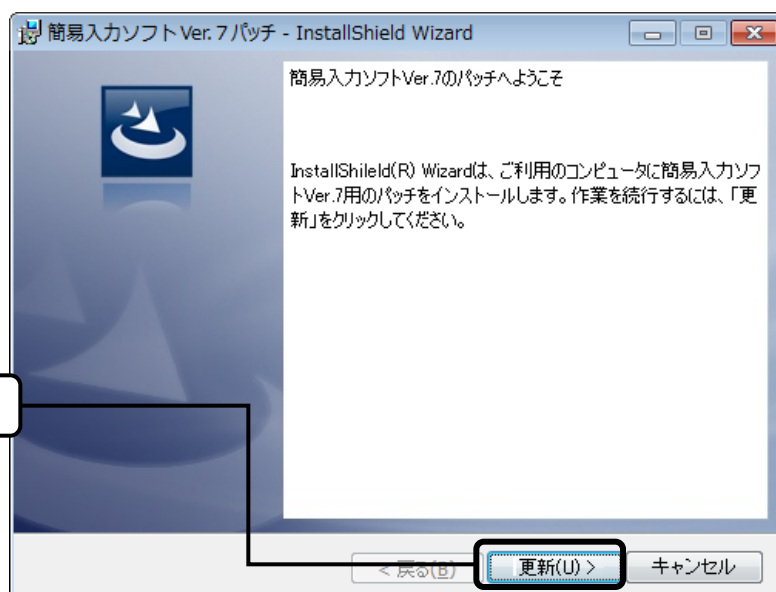 簡易入力ソフト Ver. 7 パッチ - InstallShield Wizard
簡易入力ソフトVer.7のパッチへようこそ
InstallShileld(R) Wizardは、ご利用のコンピュータに簡易入力ソフ
トVer.7用のパッチをインストールします。作業を続行するには、「更
新」をクリックしてください。
< 戻る(B)
更新(U) >
キャンセル